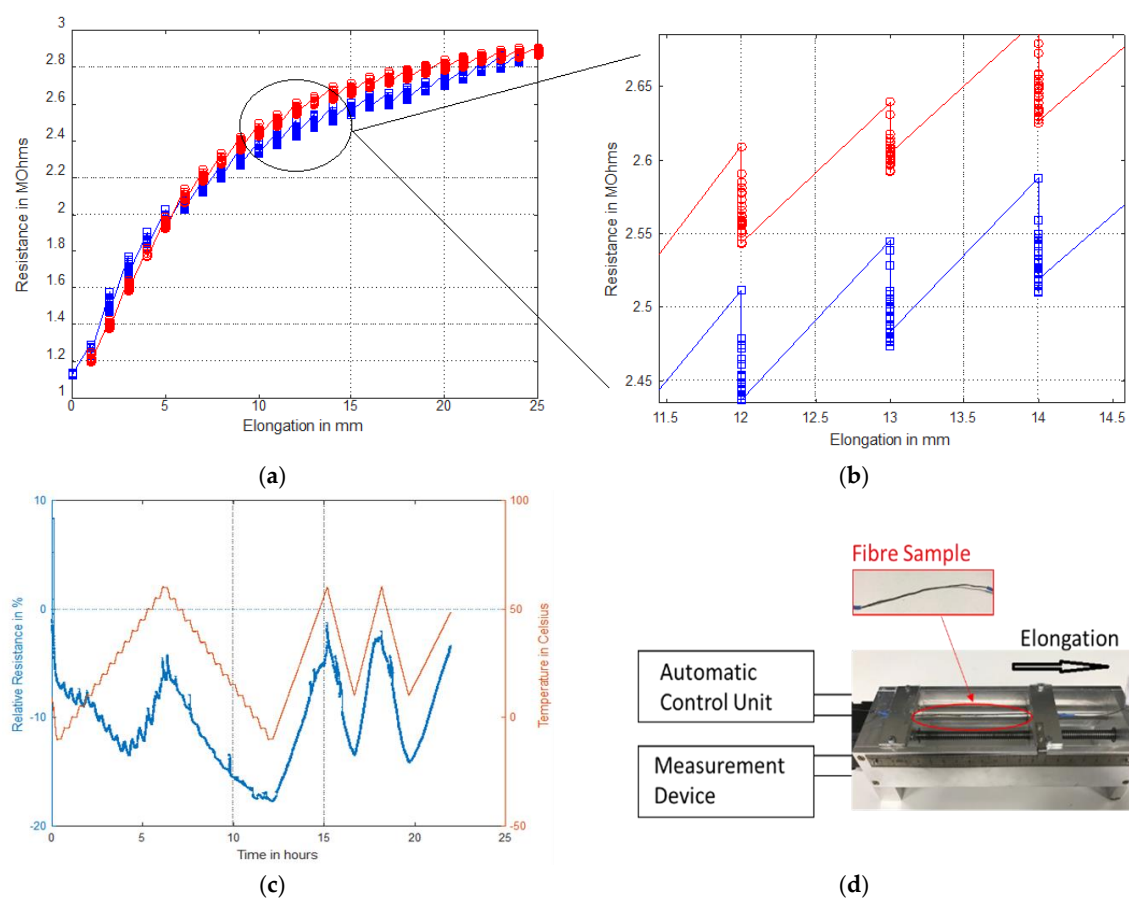 3
2.8
2.6
2.4
2.2
2
1.8
1.6
1.4
1.2
1
Resistance in MOhms
0
5
10
15
20
25
Elongation in mm
(a)
2.65
2.6
2.55
2.5
2.45
Resistance in MOhms
11.5
12
12.5
13
13.5
14
14.5
Elongation in mm
(b)
10
0
-10
-20
Relative Resistance in %
100
50
0
-50
Temperature in Celsius
0
5
10
15
20
25
Time in hours
(c)
Fibre Sample
Elongation
Automatic
Control Unit
Measurement
Device
(d)